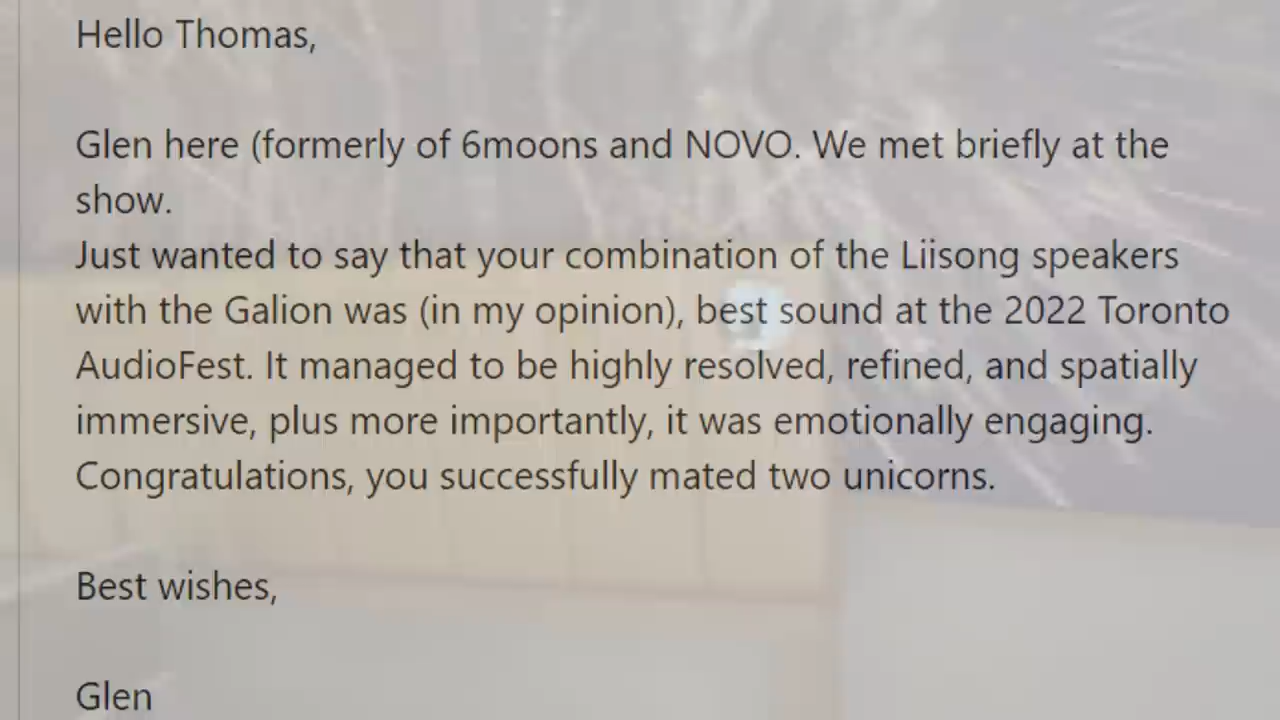 Hello Thomas,
Glen here (formerly of 6moons and NOVO. We met briefly at the
show.
Just wanted to say that your combination of the Liisong speakers
with the Galion was (in my opinion), best sound at the 2022 Toronto
AudioFest. It managed to be highly resolved, refined, and spatially
immersive, plus more importantly, it was emotionally engaging.
Congratulations, you successfully mated two unicorns.
Best wishes,
Glen